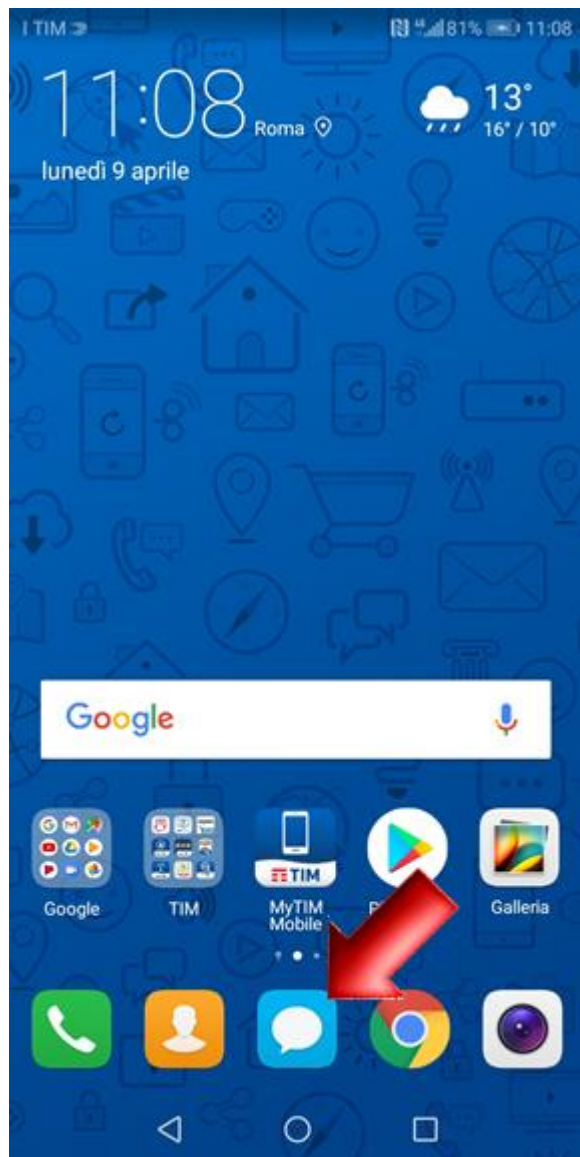 I TIM
4G 81% 11:08
11:08
Roma
13°
16° / 10°
lunedì 9 aprile
Google
TIM
Google
TIM
MyTIM
Mobile
Galleria